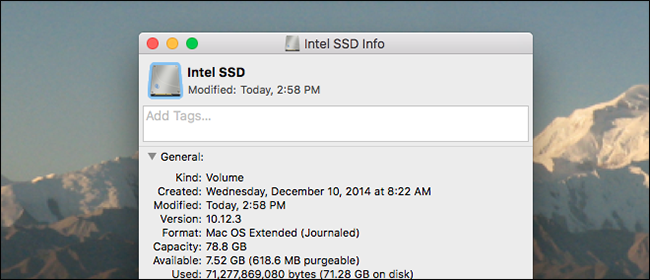 Intel SSD Info
Intel SSD
Modified: Today, 2:58 PM
Add Tags...
General:
Kind: Volume
Created: Wednesday, December 10, 2014 at 8:22 AM
Modified: Today, 2:58 PM
Version: 10.12.3
Format: Mac OS Extended (Journaled)
Capacity: 78.8 GB
Available: 7.52 GB (618.6 MB purgeable)
Used: 71,277,869,080 bytes (71.28 GB on disk)